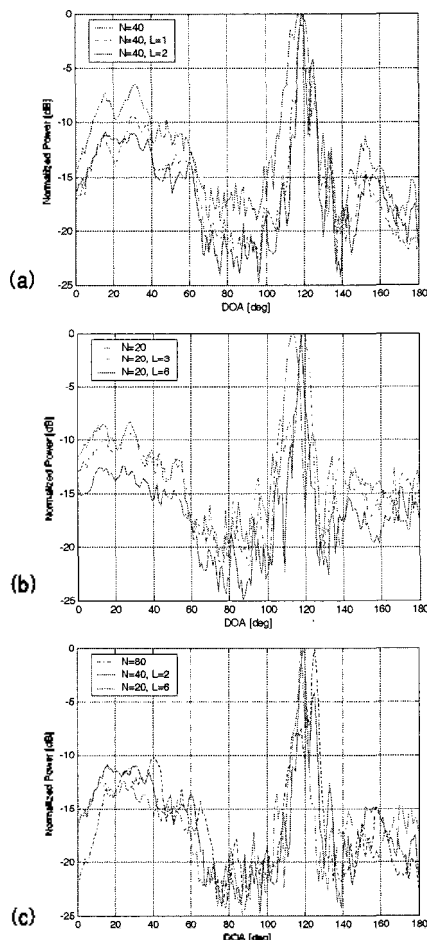 (a)
Normalized Power [dB]
0
-5
-10
-15
-20
-25
N=40
N=40, L=1
N=40, L=2
0 20 40 60 80 100 120 140 160 180
DOA [deg]
(b)
Normalized Power [dB]
0
-5
-10
-15
-20
-25
N=20
N=20, L=3
N=20, L=6
0 20 40 60 80 100 120 140 160 180
DOA [deg]
(c)
Normalized Power [dB]
0
-5
-10
-15
-20
-25
N=80
N=40, L=2
N=20, L=6
0 20 40 60 80 100 120 140 160 180
DOA [deg]